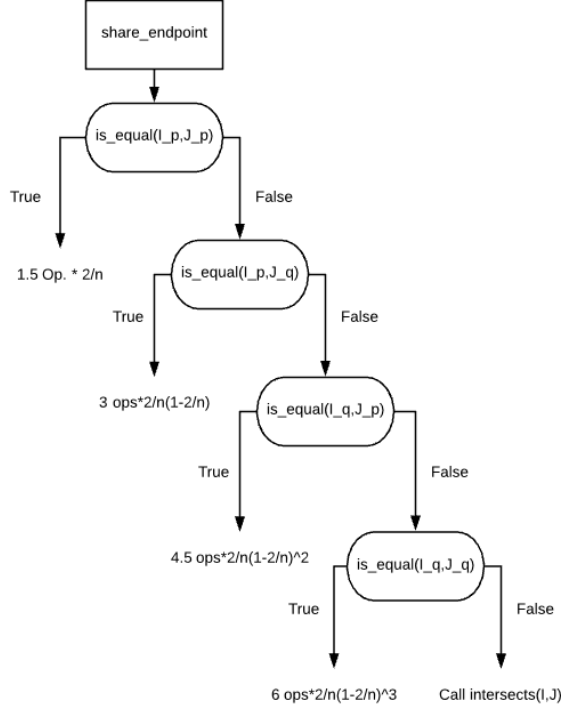 share_endpoint
is_equal(I_p,J_p)
True
False
1.5 Op. * 2/n
is_equal(I_p,J_q)
True
False
3 ops*2/n(1-2/n)
is_equal(I_q,J_p)
True
False
4.5 ops*2/n(1-2/n)^2
is_equal(I_q,J_q)
True
False
6 ops*2/n(1-2/n)^3
Call intersects(I,J)